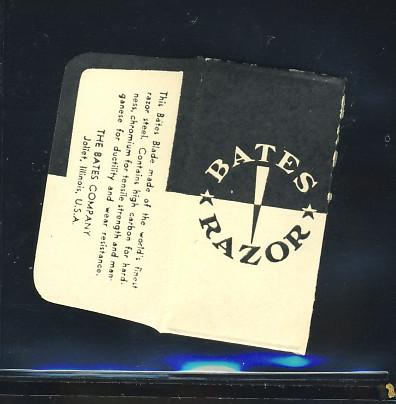 BATES
RAZOR
This Bates Blade made of the world's finest
razor steel. Contains high carbon for hard-
ness, chromium for tensile strength and man-
ganese for ductility and wear resistance.
THE BATES COMPANY
Joliet, Illinois, U.S.A.